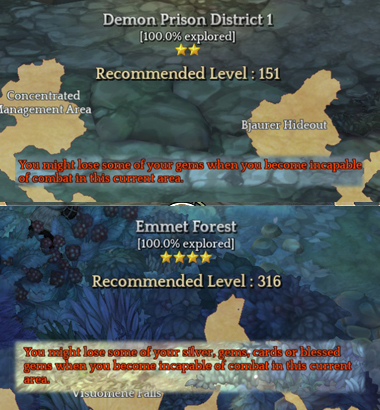 Demon Prison District 1
[100.0% explored]
Recommended Level : 151
Concentrated
Management Area
Bjaurer Hideout
You might lose some of your gems when you become incapable
of combat in this current area.
Emmet Forest
[100.0% explored]
Recommended Level : 316
You might lose some of your silver, gems, cards or blessed
gems when you become incapable of combat in this current
area.
Falls